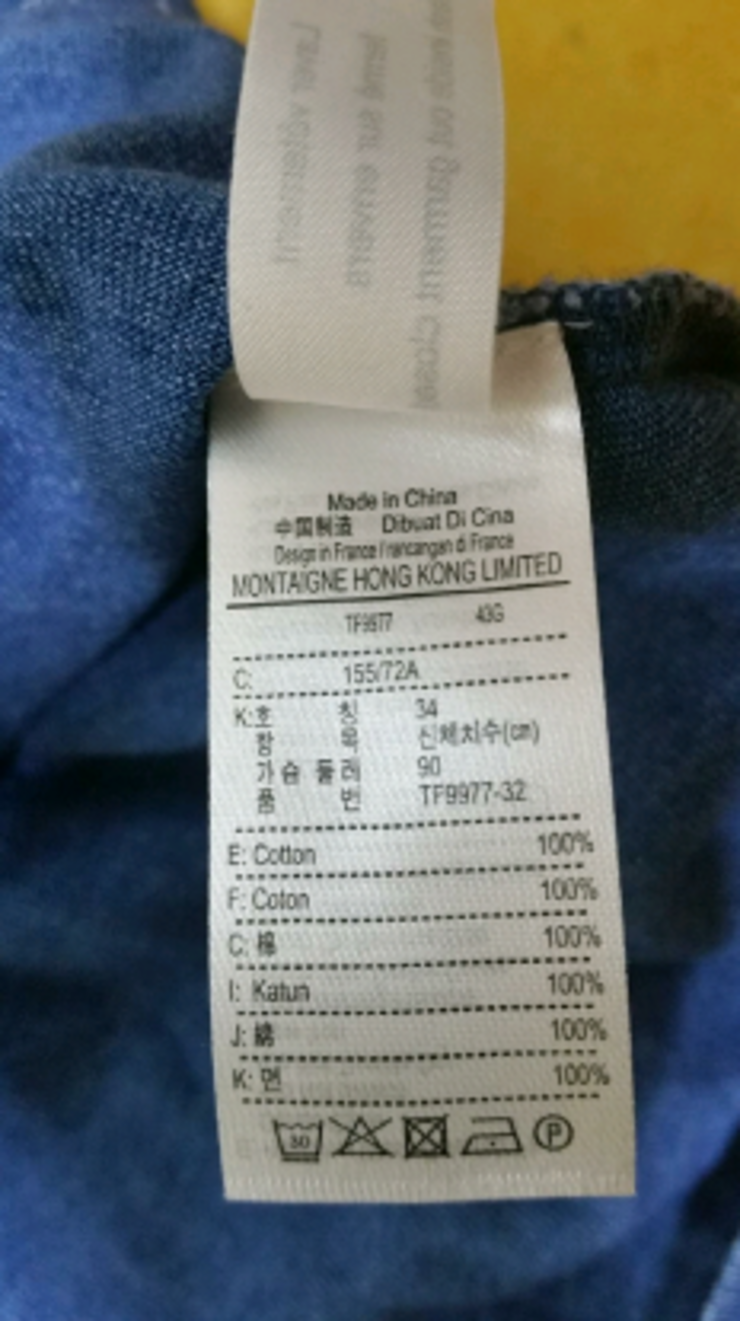 Made in China
中国制造 Dibuat Di Cina
Design in France / rancangan di France
MONTAIGNE HONG KONG LIMITED
TF9977 43G
C: 155/72A
K:호 칭 34
항 목 신체치수(cm)
가슴 둘레 90
품 번 TF9977-32
E: Cotton 100%
F: Coton 100%
C: 棉 100%
I: Katun 100%
J: 綿 100%
K: 면 100%
30
P